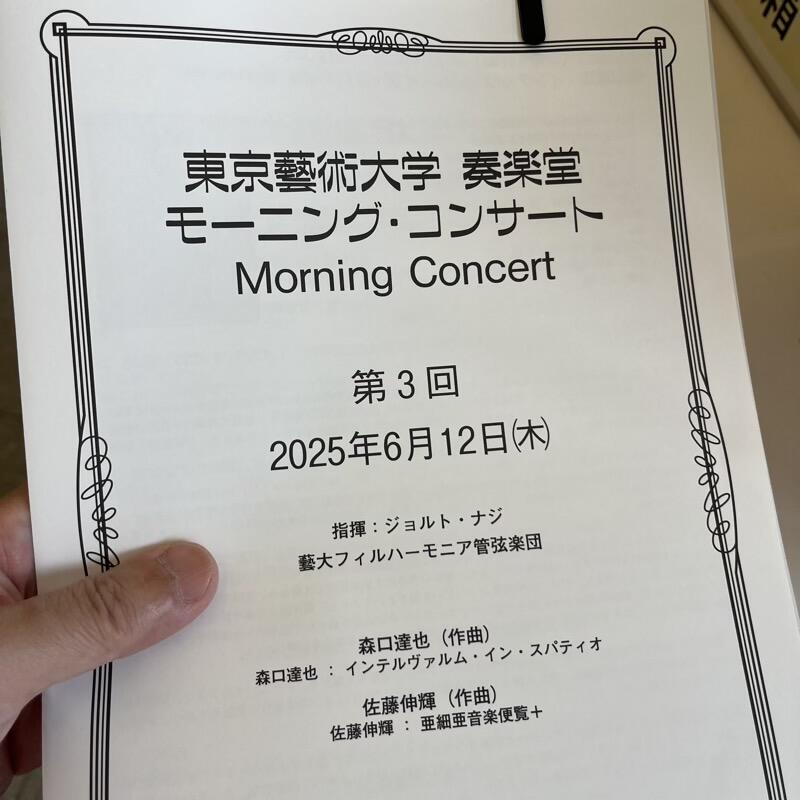 東京藝術大学 奏楽堂
モーニング・コンサート
Morning Concert
第3回
2025年6月12日㈭
指揮：ジョルト・ナジ
藝大フィルハーモニア管弦楽団
森口達也（作曲）
森口達也 ： インテルヴァルム・イン・スパティオ
佐藤伸輝（作曲）
佐藤伸輝 ： 亜細亜音楽便覧＋